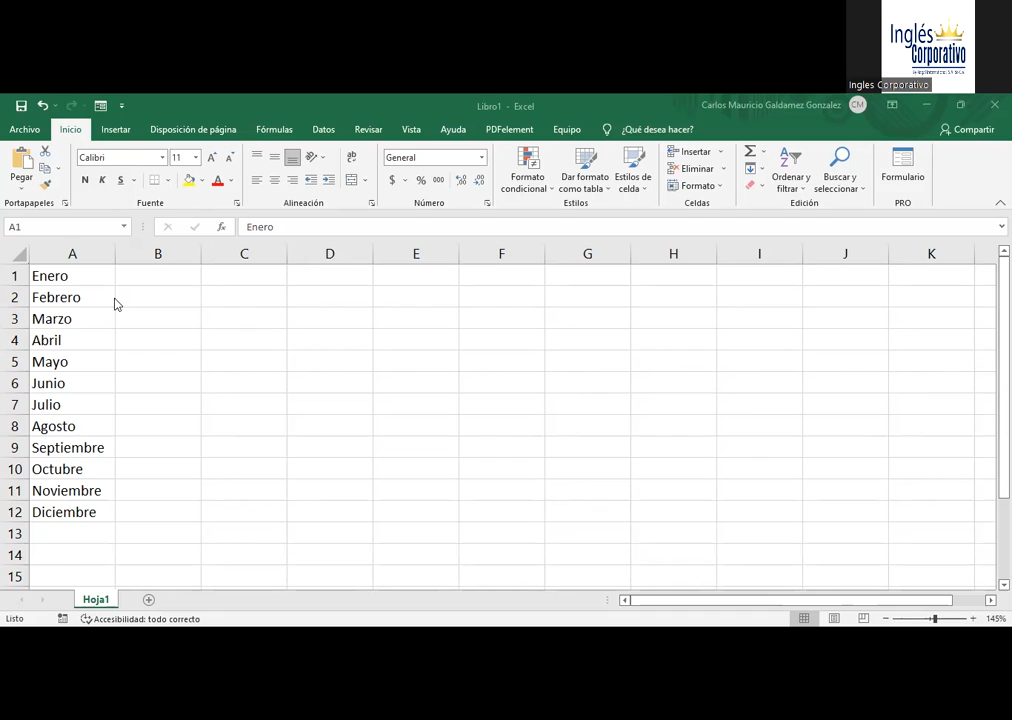 Inglés
Corporativo
Ingles Corporativo
Libro1 - Excel
Carlos Mauricio Galdamez Gonzalez
CM
Archivo
Inicio
Insertar
Disposición de página
Fórmulas
Datos
Revisar
Vista
Ayuda
PDFelement
Equipo
¿Qué desea hacer?
Compartir
Pegar
Portapapeles
Calibri
11
N K S
Fuente
Alineación
General
$ % 000
Número
Formato
condicional
Dar formato
como tabla
Estilos de
celda
Estilos
Insertar
Eliminar
Formato
Celdas
Ordenar y
filtrar
Buscar y
seleccionar
Edición
Formulario
PRO
A1
fx
Enero
A B C D E F G H I J K
1 Enero
2 Febrero
3 Marzo
4 Abril
5 Mayo
6 Junio
7 Julio
8 Agosto
9 Septiembre
10 Octubre
11 Noviembre
12 Diciembre
13
14
15
Hoja1
Listo
Accesibilidad: todo correcto
145%